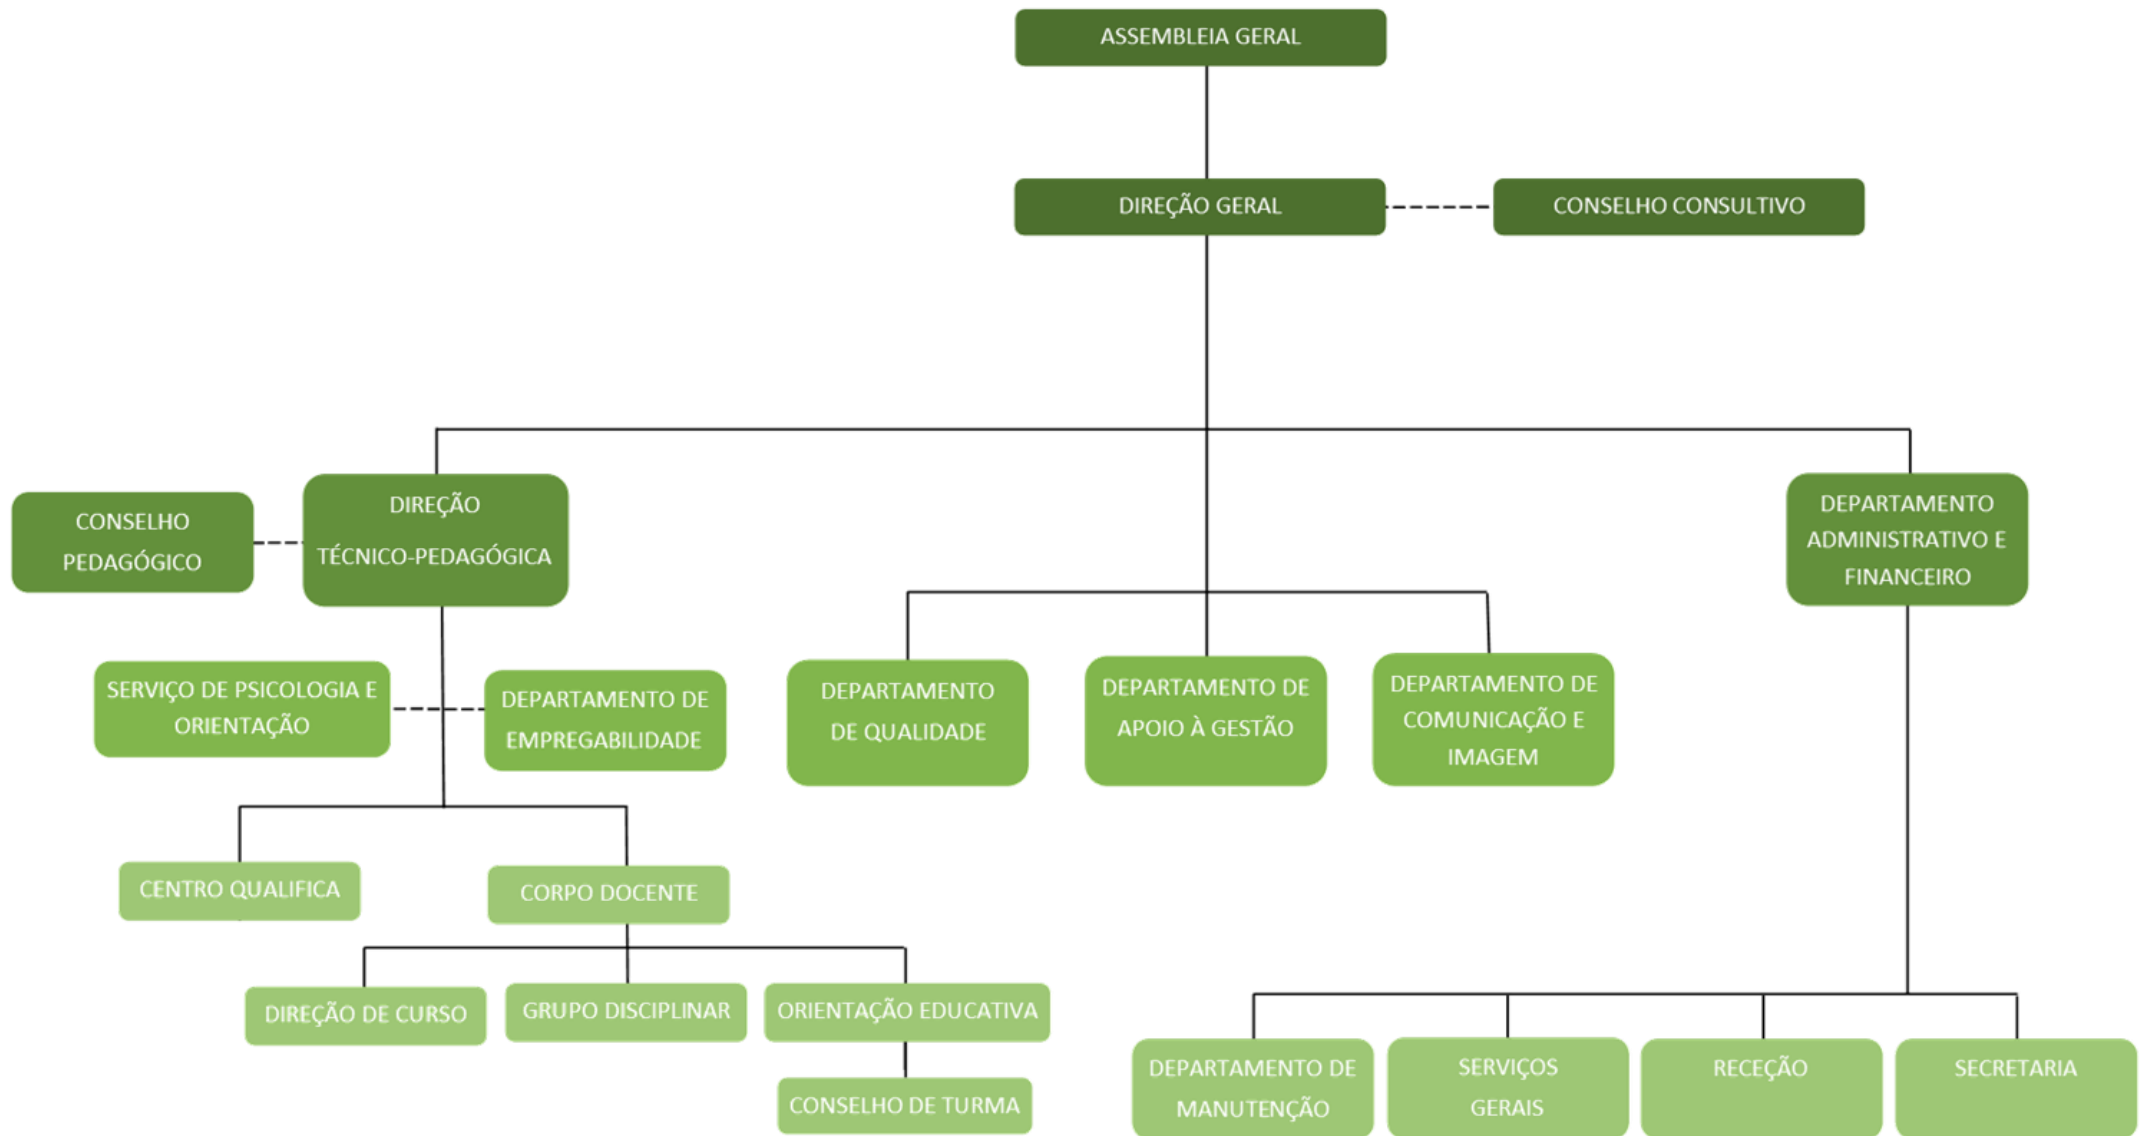 ASSEMBLEIA GERAL
DIREÇÃO GERAL
CONSELHO CONSULTIVO
CONSELHO
PEDAGÓGICO
DIREÇÃO
TÉCNICO-PEDAGÓGICA
DEPARTAMENTO
ADMINISTRATIVO E
FINANCEIRO
SERVIÇO DE PSICOLOGIA E
ORIENTAÇÃO
DEPARTAMENTO DE
EMPREGABILIDADE
DEPARTAMENTO
DE QUALIDADE
DEPARTAMENTO DE
APOIO À GESTÃO
DEPARTAMENTO DE
COMUNICAÇÃO E
IMAGEM
CENTRO QUALIFICA
CORPO DOCENTE
DIREÇÃO DE CURSO
GRUPO DISCIPLINAR
ORIENTAÇÃO EDUCATIVA
CONSELHO DE TURMA
DEPARTAMENTO DE
MANUTENÇÃO
SERVIÇOS
GERAIS
RECEÇÃO
SECRETARIA